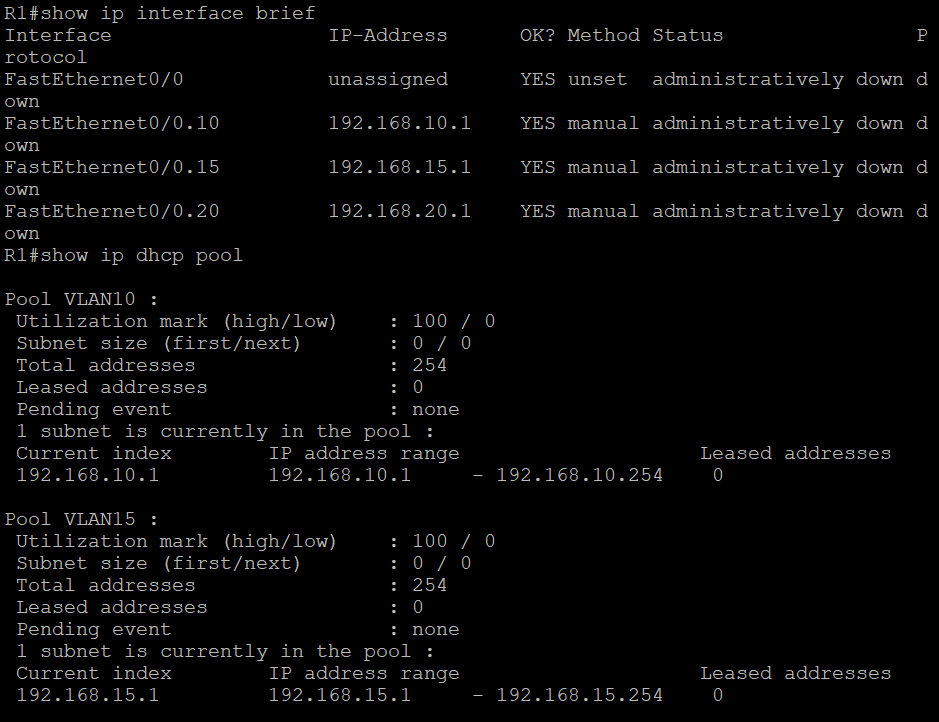 R1#show ip interface brief
Interface                  IP-Address      OK? Method Status                P
rotocol
FastEthernet0/0            unassigned      YES unset  administratively down d
own
FastEthernet0/0.10         192.168.10.1    YES manual administratively down d
own
FastEthernet0/0.15         192.168.15.1    YES manual administratively down d
own
FastEthernet0/0.20         192.168.20.1    YES manual administratively down d
own
R1#show ip dhcp pool

Pool VLAN10 :
 Utilization mark (high/low)    : 100 / 0
 Subnet size (first/next)       : 0 / 0
 Total addresses                : 254
 Leased addresses               : 0
 Pending event                  : none
 1 subnet is currently in the pool :
 Current index        IP address range                    Leased addresses
 192.168.10.1         192.168.10.1     - 192.168.10.254    0

Pool VLAN15 :
 Utilization mark (high/low)    : 100 / 0
 Subnet size (first/next)       : 0 / 0
 Total addresses                : 254
 Leased addresses               : 0
 Pending event                  : none
 1 subnet is currently in the pool :
 Current index        IP address range                    Leased addresses
 192.168.15.1         192.168.15.1     - 192.168.15.254    0